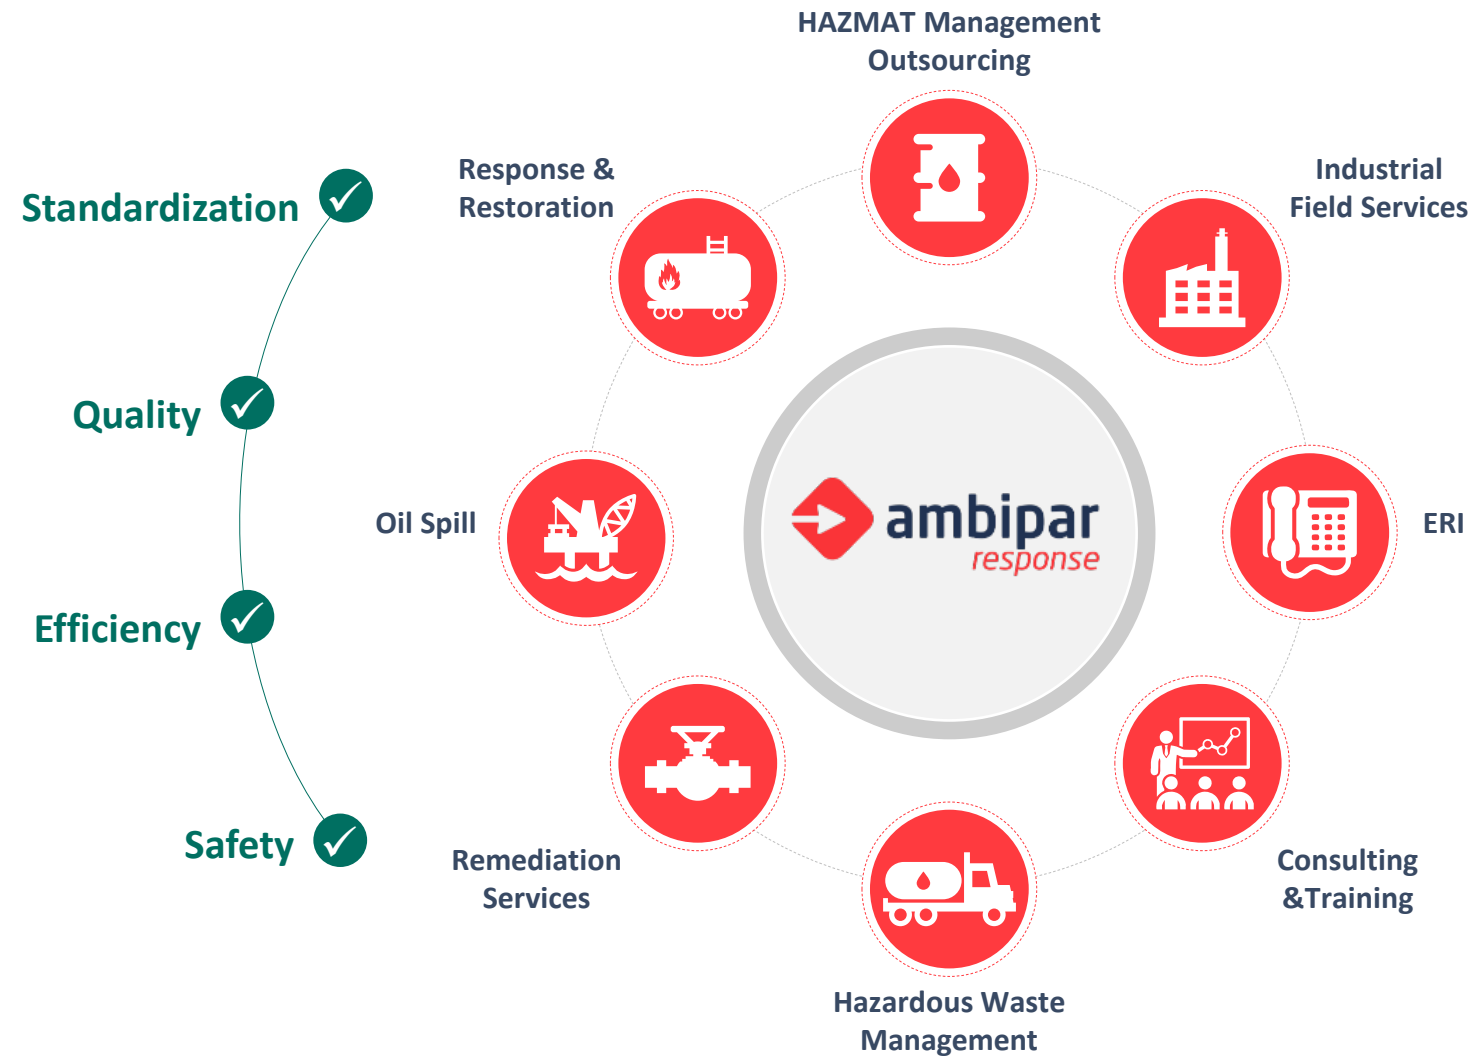 HAZMAT Management
Outsourcing
Response &
Restoration
Industrial
Field Services
Standardization
Quality
Oil Spill
ambipar
response
ERI
Efficiency
Safety
Remediation
Services
Consulting
&Training
Hazardous Waste
Management